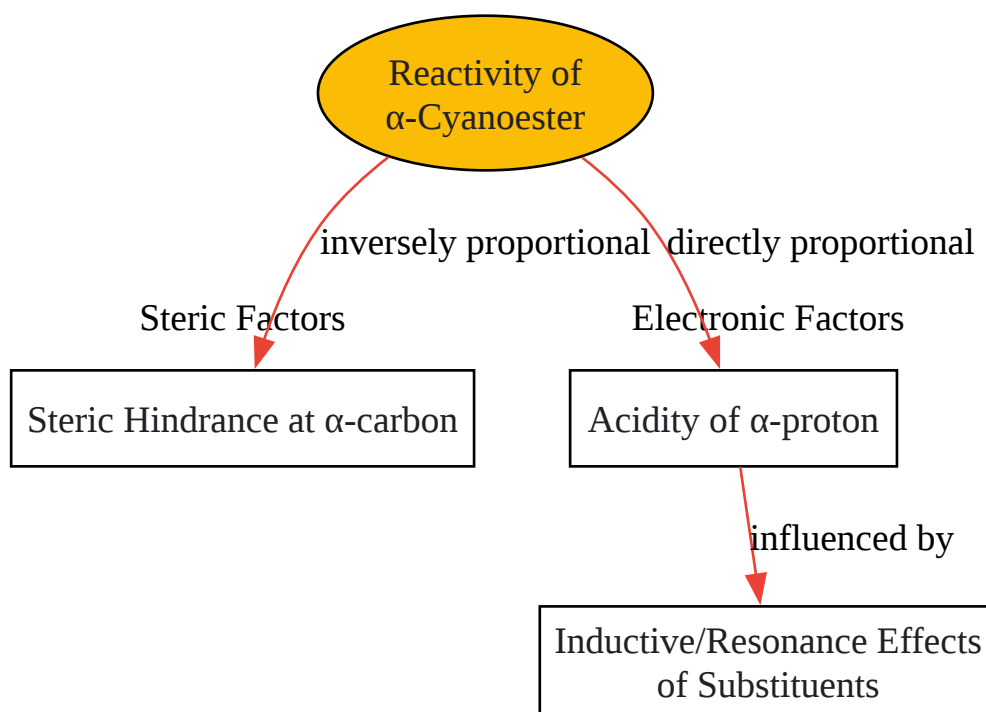 Reactivity of
α-Cyanoester
inversely proportional
directly proportional
Steric Factors
Electronic Factors
Steric Hindrance at α-carbon
Acidity of α-proton
influenced by
Inductive/Resonance Effects
of Substituents